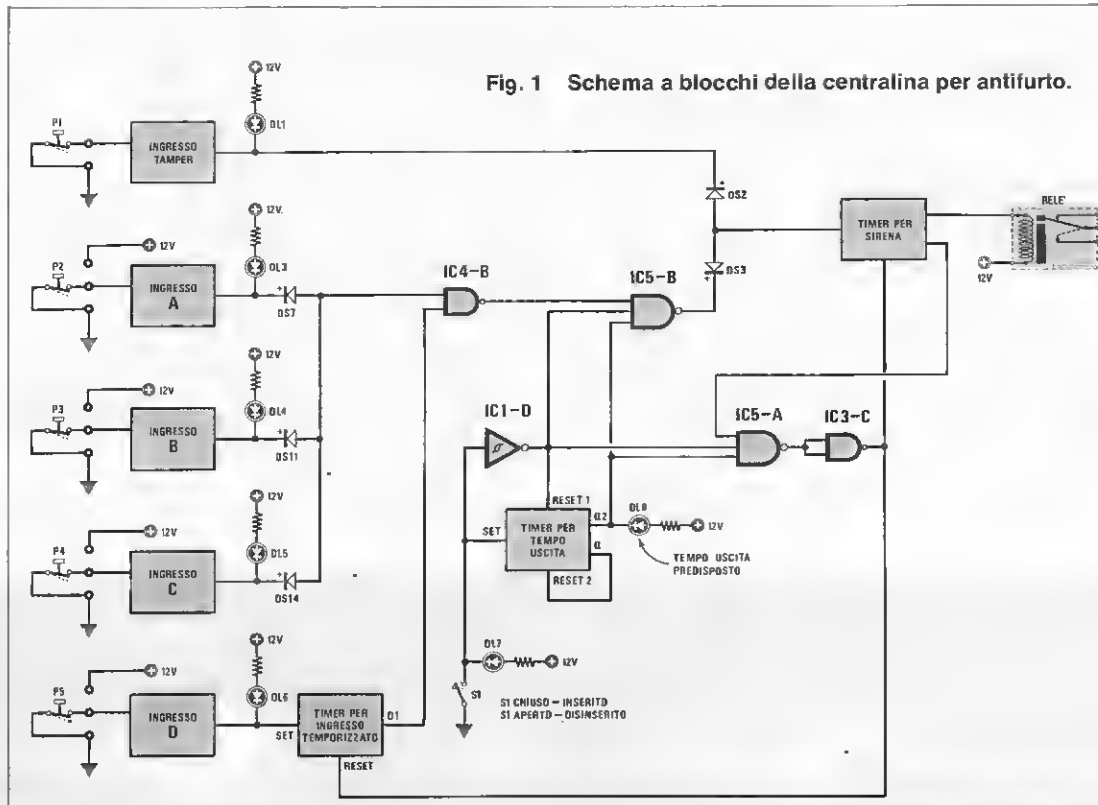 Fig. 1 Schema a blocchi della centralina per antifurto.
12V
DL1
P1
INGRESSO
TAMPER
DS2
TIMER PER
SIRENA
RELE'
12V
12V
12V
DL3
P2
INGRESSO
A
DS7
IC4-B
IC5-B
DS3
12V
12V
DL4
P3
INGRESSO
B
DS11
IC1-D
IC5-A
IC3-C
12V
12V
DL5
P4
INGRESSO
C
DS14
RESET 1
SET
TIMER PER
TEMPO
USCITA
RESET 2
DL8
12V
TEMPO USCITA
PREDISPOSTO
12V
12V
DL6
P5
INGRESSO
D
SET
TIMER PER
INGRESSO
TEMPORIZZATO
RESET
DL7
12V
S1
S1 CHIUSO – INSERITO
S1 APERTO – DISINSERITO